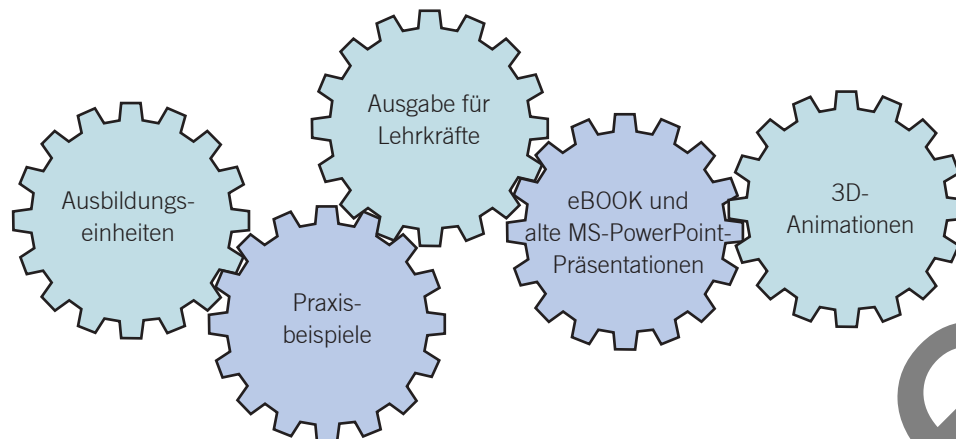 Ausbildungs-
einheiten
Praxis-
beispiele
Ausgabe für
Lehrkräfte
eBOOK und
alte MS-PowerPoint-
Präsentationen
3D-
Animationen